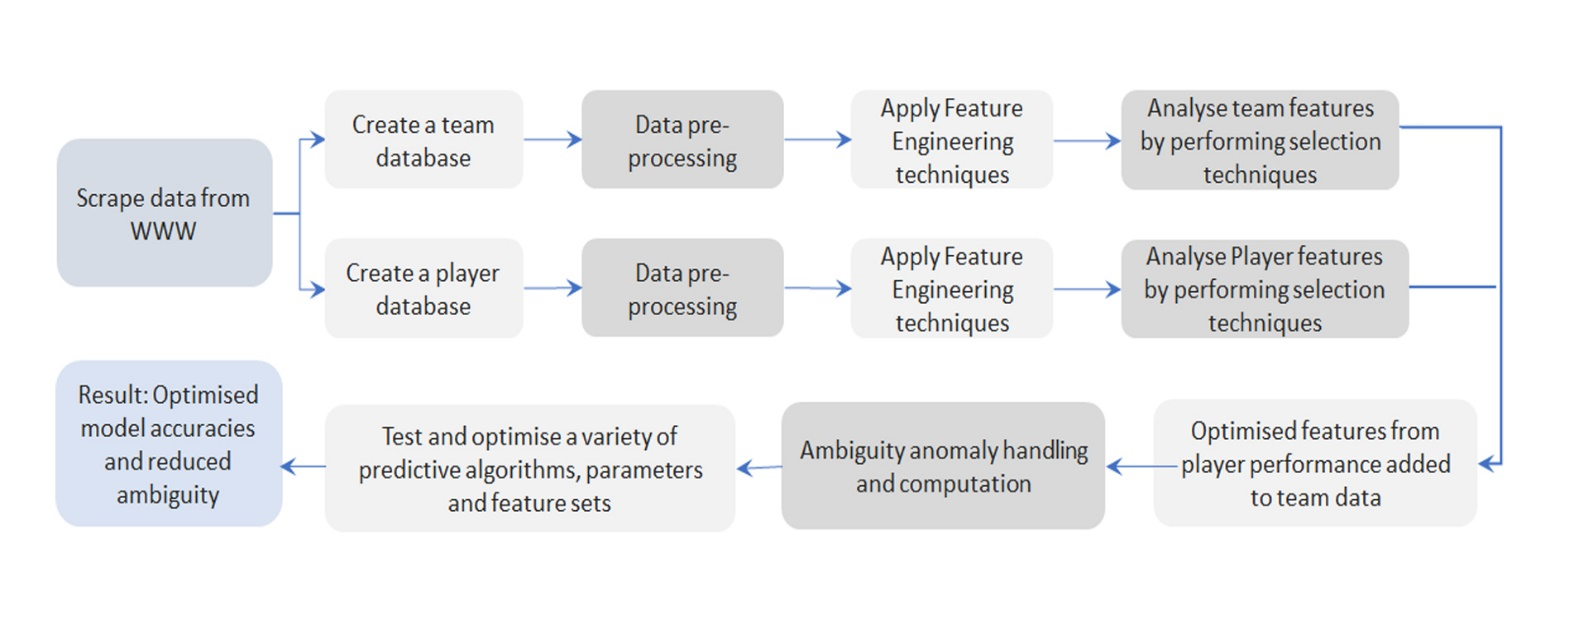 Scrape data from
WWW
Create a team
database
Data pre-
processing
Apply Feature
Engineering
techniques
Analyse team features
by performing selection
techniques
Create a player
database
Data pre-
processing
Apply Feature
Engineering
techniques
Analyse Player features
by performing selection
techniques
Optimised features from
player performance added
to team data
Ambiguity anomaly handling
and computation
Test and optimise a variety of
predictive algorithms, parameters
and feature sets
Result: Optimised
model accuracies
and reduced
ambiguity